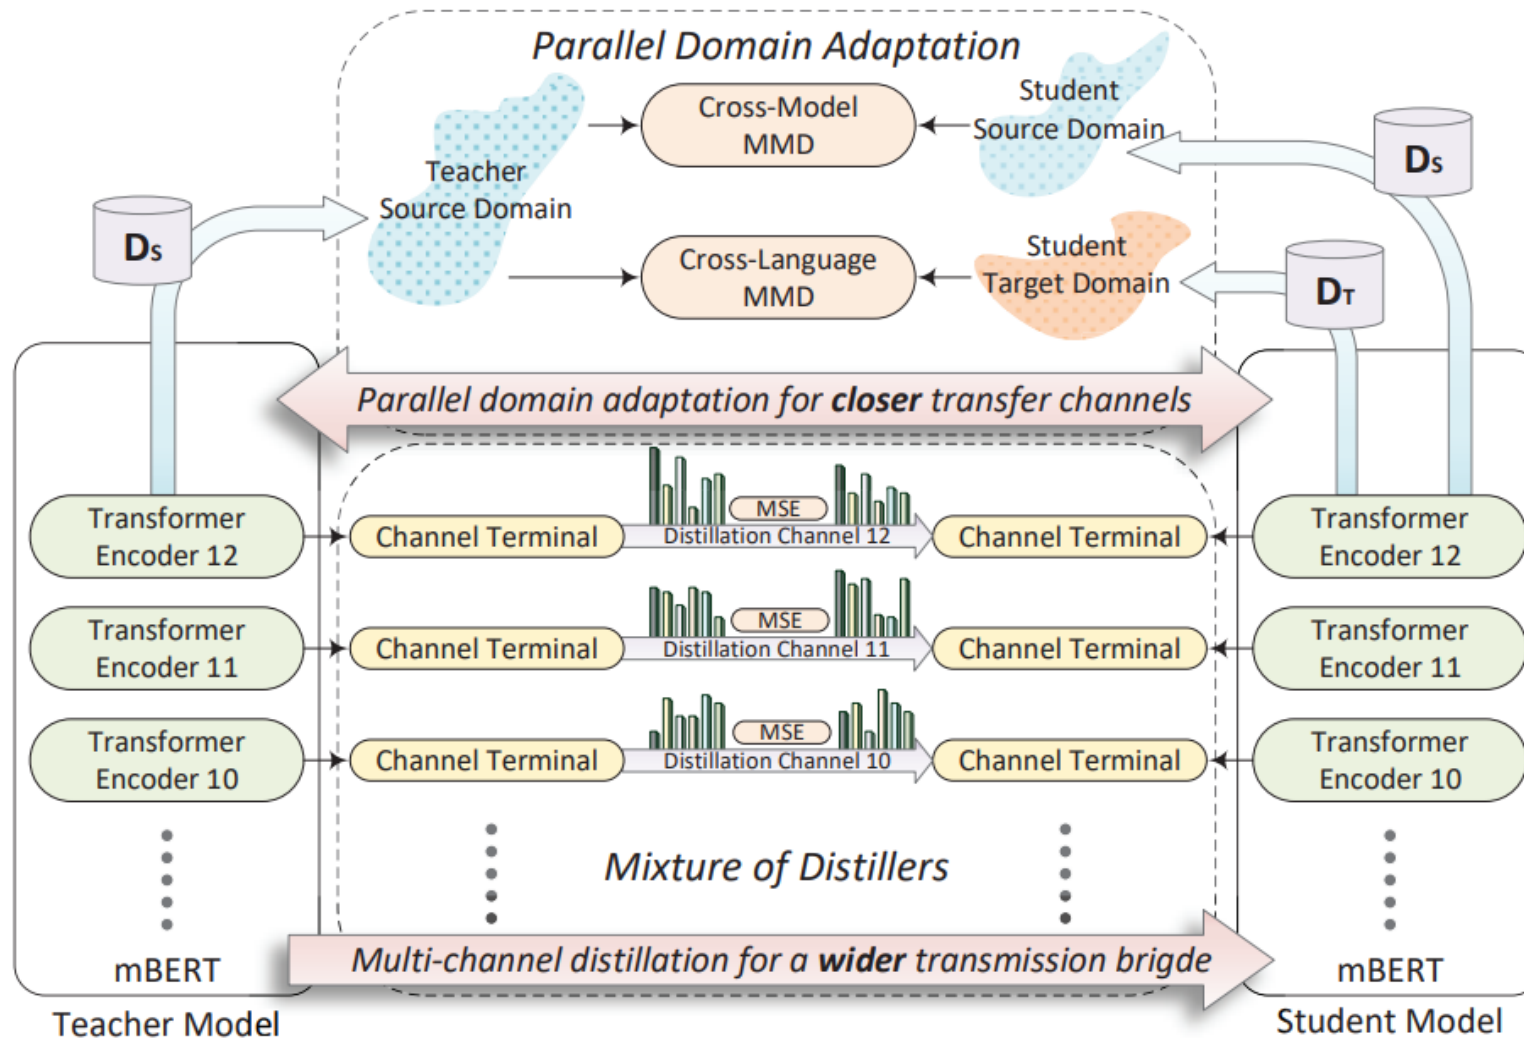 Parallel Domain Adaptation
Cross-Model
MMD
Student
Source Domain
Teacher
Source Domain
Ds
Ds
Cross-Language
MMD
Student
Target Domain
DT
Parallel domain adaptation for closer transfer channels
Transformer
Encoder 12
Channel Terminal
MSE
Distillation Channel 12
Channel Terminal
Transformer
Encoder 12
Transformer
Encoder 11
Channel Terminal
MSE
Distillation Channel 11
Channel Terminal
Transformer
Encoder 11
Transformer
Encoder 10
Channel Terminal
MSE
Distillation Channel 10
Channel Terminal
Transformer
Encoder 10
Mixture of Distillers
Multi-channel distillation for a wider transmission brigde
mBERT
mBERT
Teacher Model
Student Model